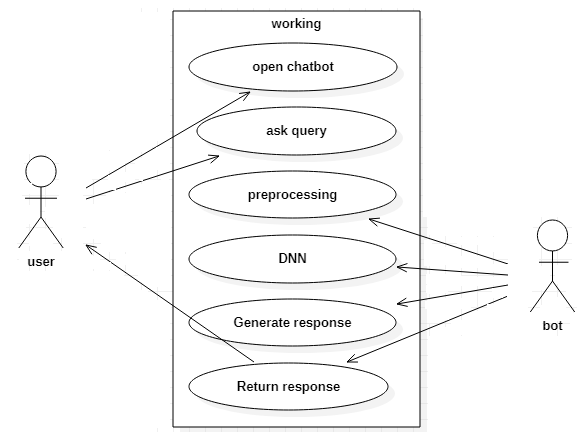 working
open chatbot
ask query
preprocessing
DNN
Generate response
Return response
user
bot